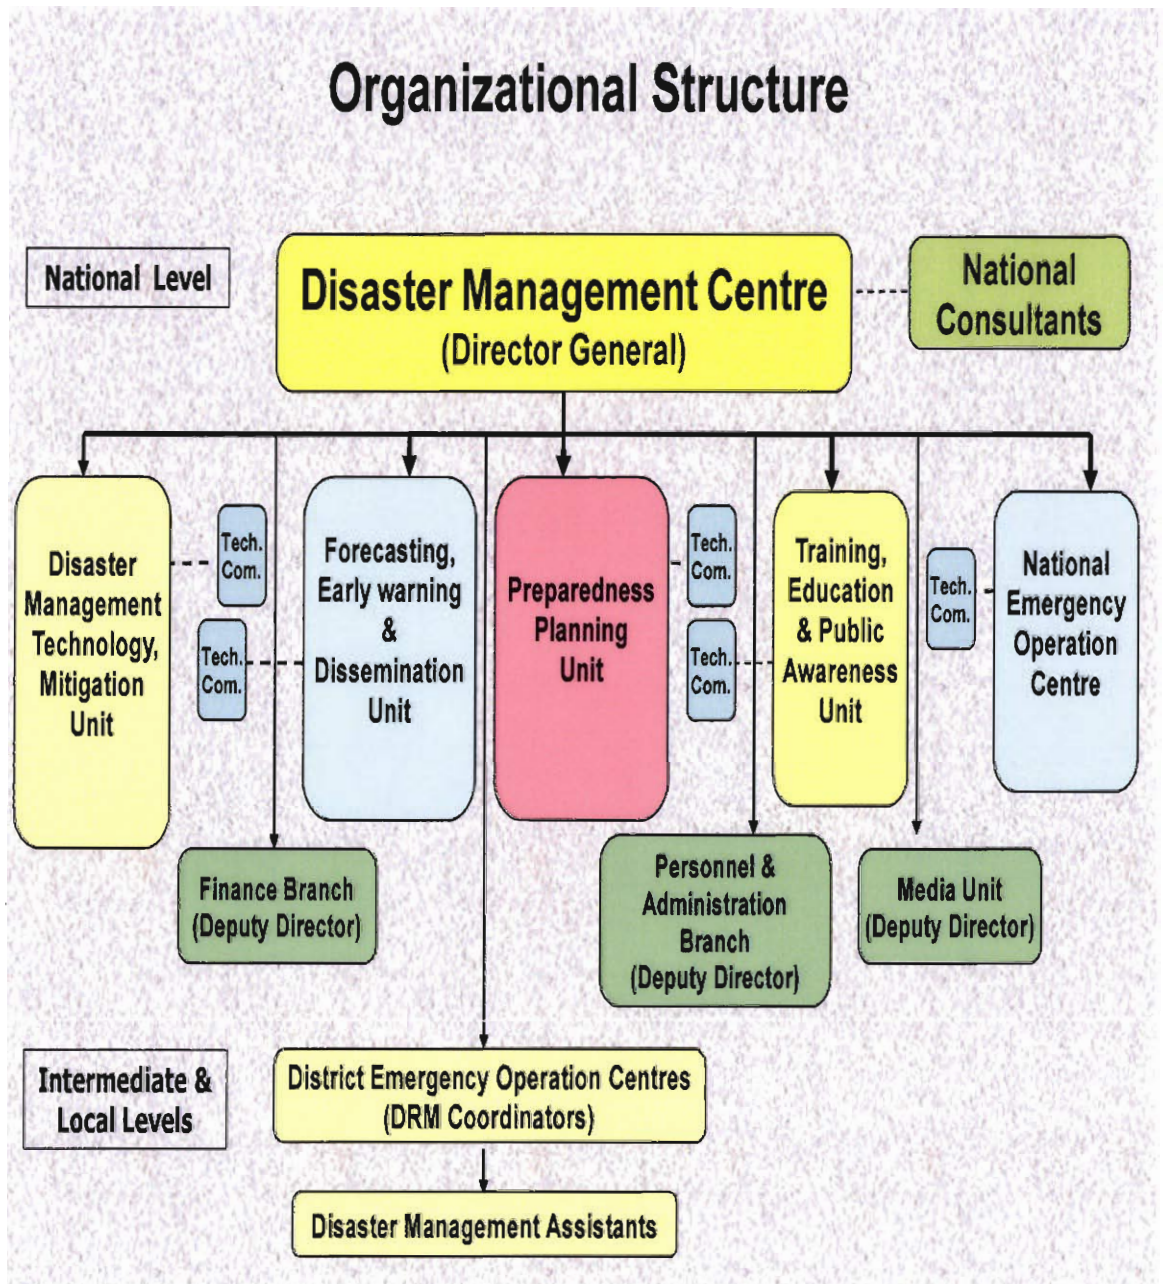 Organizational Structure
National Level
Disaster Management Centre
(Director General)
National
Consultants
Disaster
Management
Technology,
Mitigation
Unit
Tech.
Com.
Tech.
Com.
Forecasting,
Early warning
&
Dissemination
Unit
Preparedness
Planning
Unit
Tech.
Com.
Tech.
Com.
Training,
Education
& Public
Awareness
Unit
Tech.
Com.
National
Emergency
Operation
Centre
Finance Branch
(Deputy Director)
Personnel &
Administration
Branch
(Deputy Director)
Media Unit
(Deputy Director)
Intermediate &
Local Levels
District Emergency Operation Centres
(DRM Coordinators)
Disaster Management Assistants